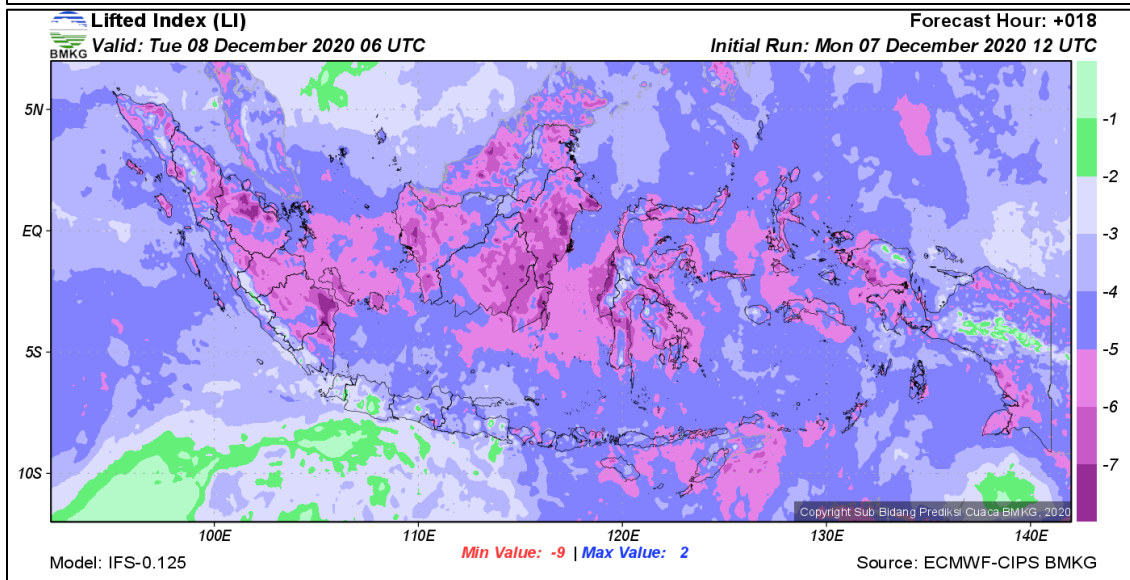 Lifted Index (LI)
Forecast Hour: +018
BMKG
Valid: Tue 08 December 2020 06 UTC
Initial Run: Mon 07 December 2020 12 UTC
5N
EQ
5S
10S
-1
-2
-3
-4
-5
-6
-7
Copyright Sub Bidang Prediksi Cuaca BMKG, 2020
100E
110E
120E
130E
140E
Model: IFS-0.125
Min Value: -9 | Max Value: 2
Source: ECMWF-CIPS BMKG